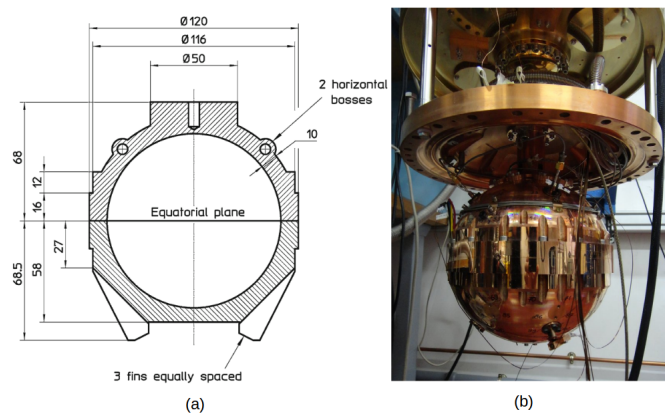 Ø120
Ø116
Ø50
2 horizontal
bosses
10
68
12
16
Equatorial plane
27
58
68.5
3 fins equally spaced
(a)
(b)